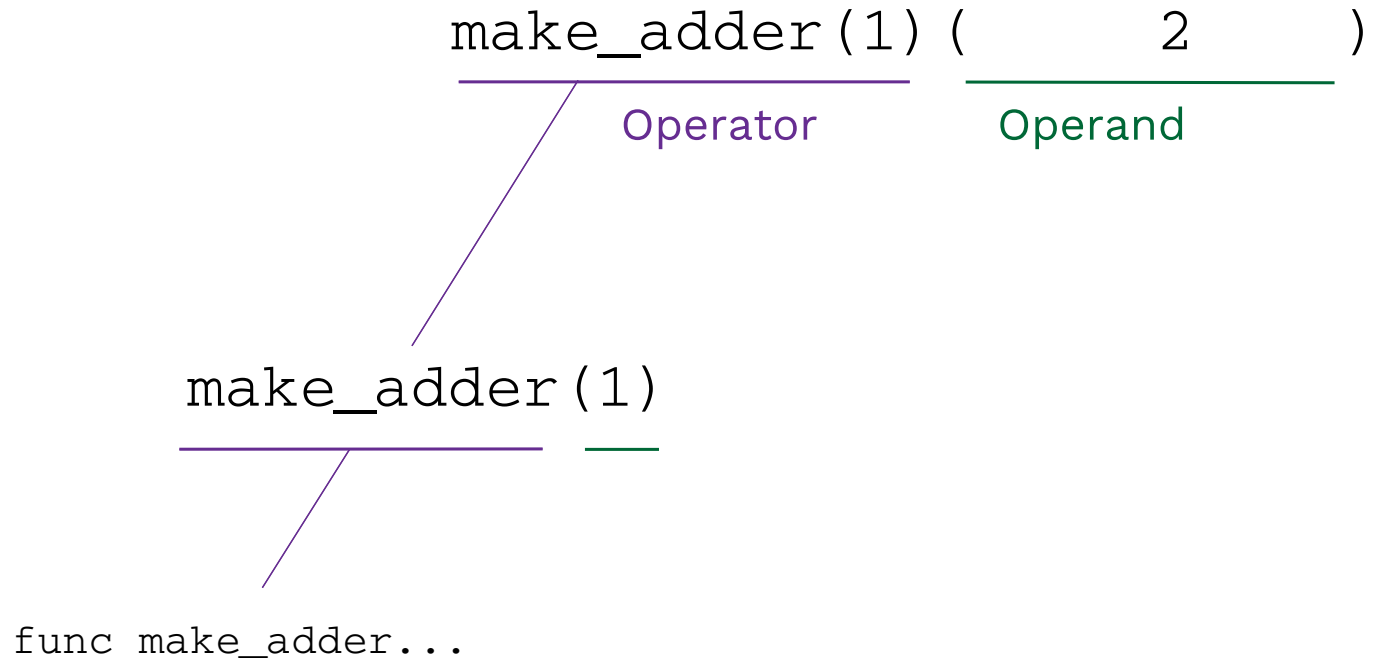 make_adder(1)( 2 )
Operator Operand
make_adder(1)
func make_adder...